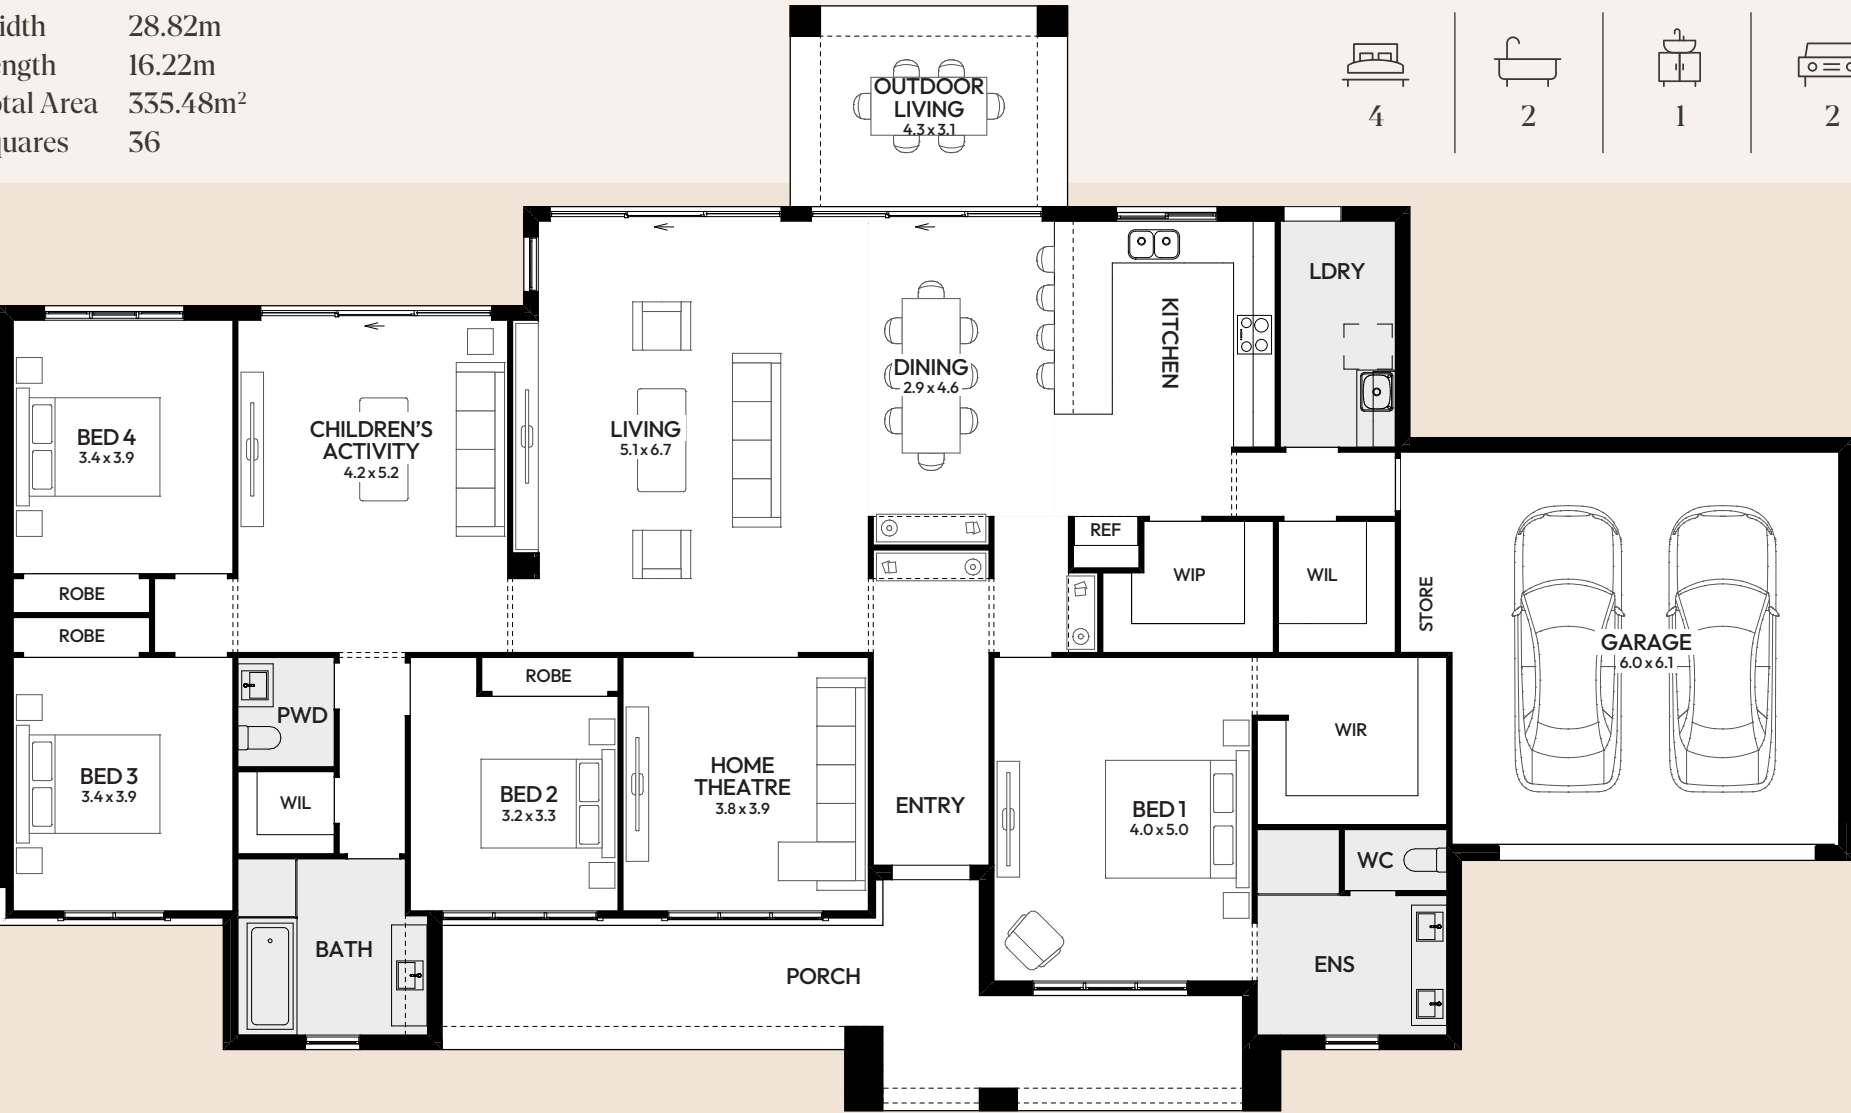 idth 28.82m
ength 16.22m
otal Area 335.48m²
quares 36
4
2
1
2
OUTDOOR
LIVING
4.3 x 3.1
LDRY
KITCHEN
DINING
2.9 x 4.6
LIVING
5.1 x 6.7
CHILDREN'S
ACTIVITY
4.2 x 5.2
BED 4
3.4 x 3.9
ROBE
ROBE
REF
WIP
WIL
STORE
GARAGE
6.0 x 6.1
ROBE
PWD
WIL
BED 3
3.4 x 3.9
BED 2
3.2 x 3.3
HOME
THEATRE
3.8 x 3.9
ENTRY
BED 1
4.0 x 5.0
WIR
WC
BATH
PORCH
ENS